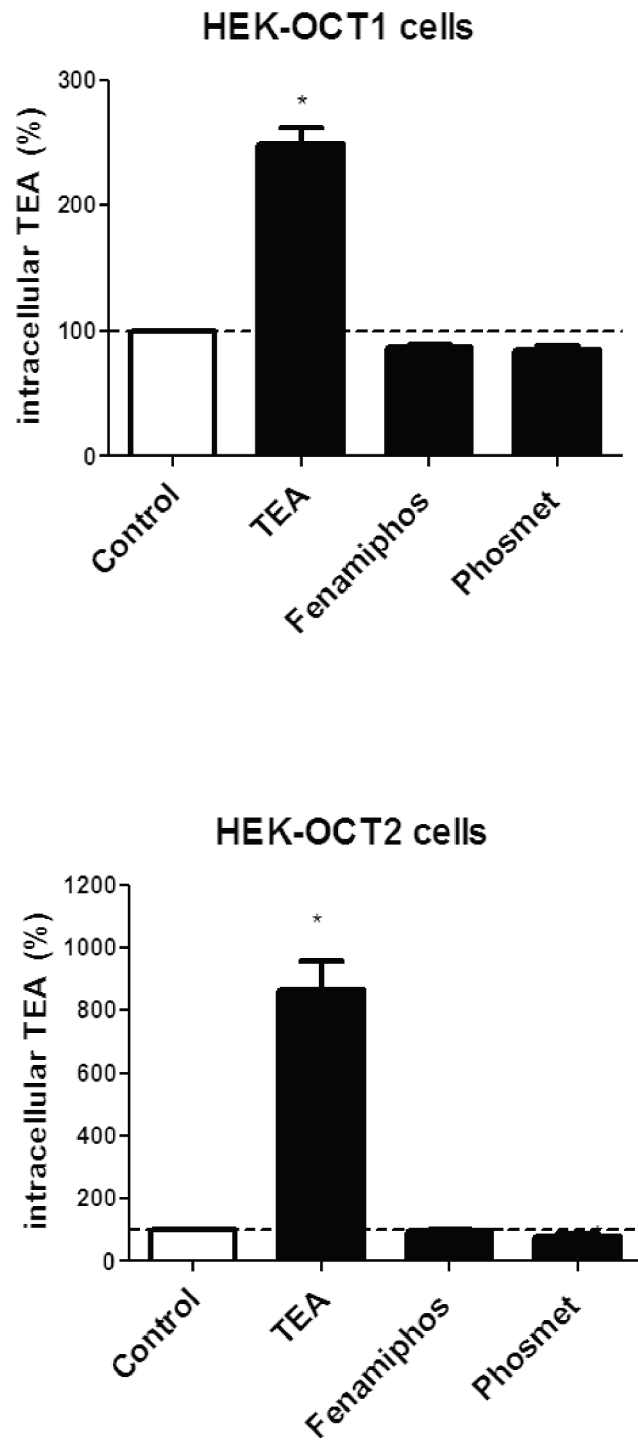 HEK-OCT1 cells
intracellular TEA (%)
300
200
100
0
*
Control
TEA
Fenamiphos
Phosmet
HEK-OCT2 cells
intracellular TEA (%)
1200
1000
800
600
400
200
0
*
Control
TEA
Fenamiphos
Phosmet